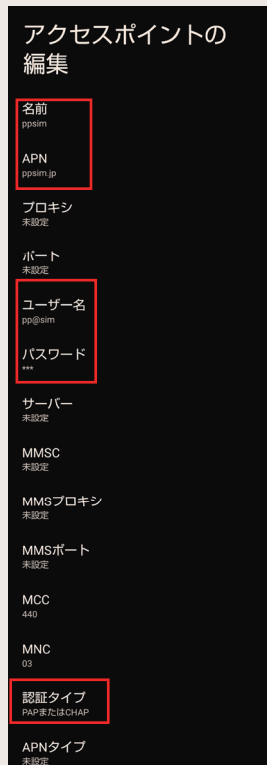 アクセスポイントの
編集
名前
ppsim
APN
ppsim.jp
プロキシ
未設定
ポート
未設定
ユーザー名
pp@sim
パスワード
***
サーバー
未設定
MMSC
未設定
MMSプロキシ
未設定
MMSポート
未設定
MCC
440
MNC
03
認証タイプ
PAPまたはCHAP
APNタイプ
未設定